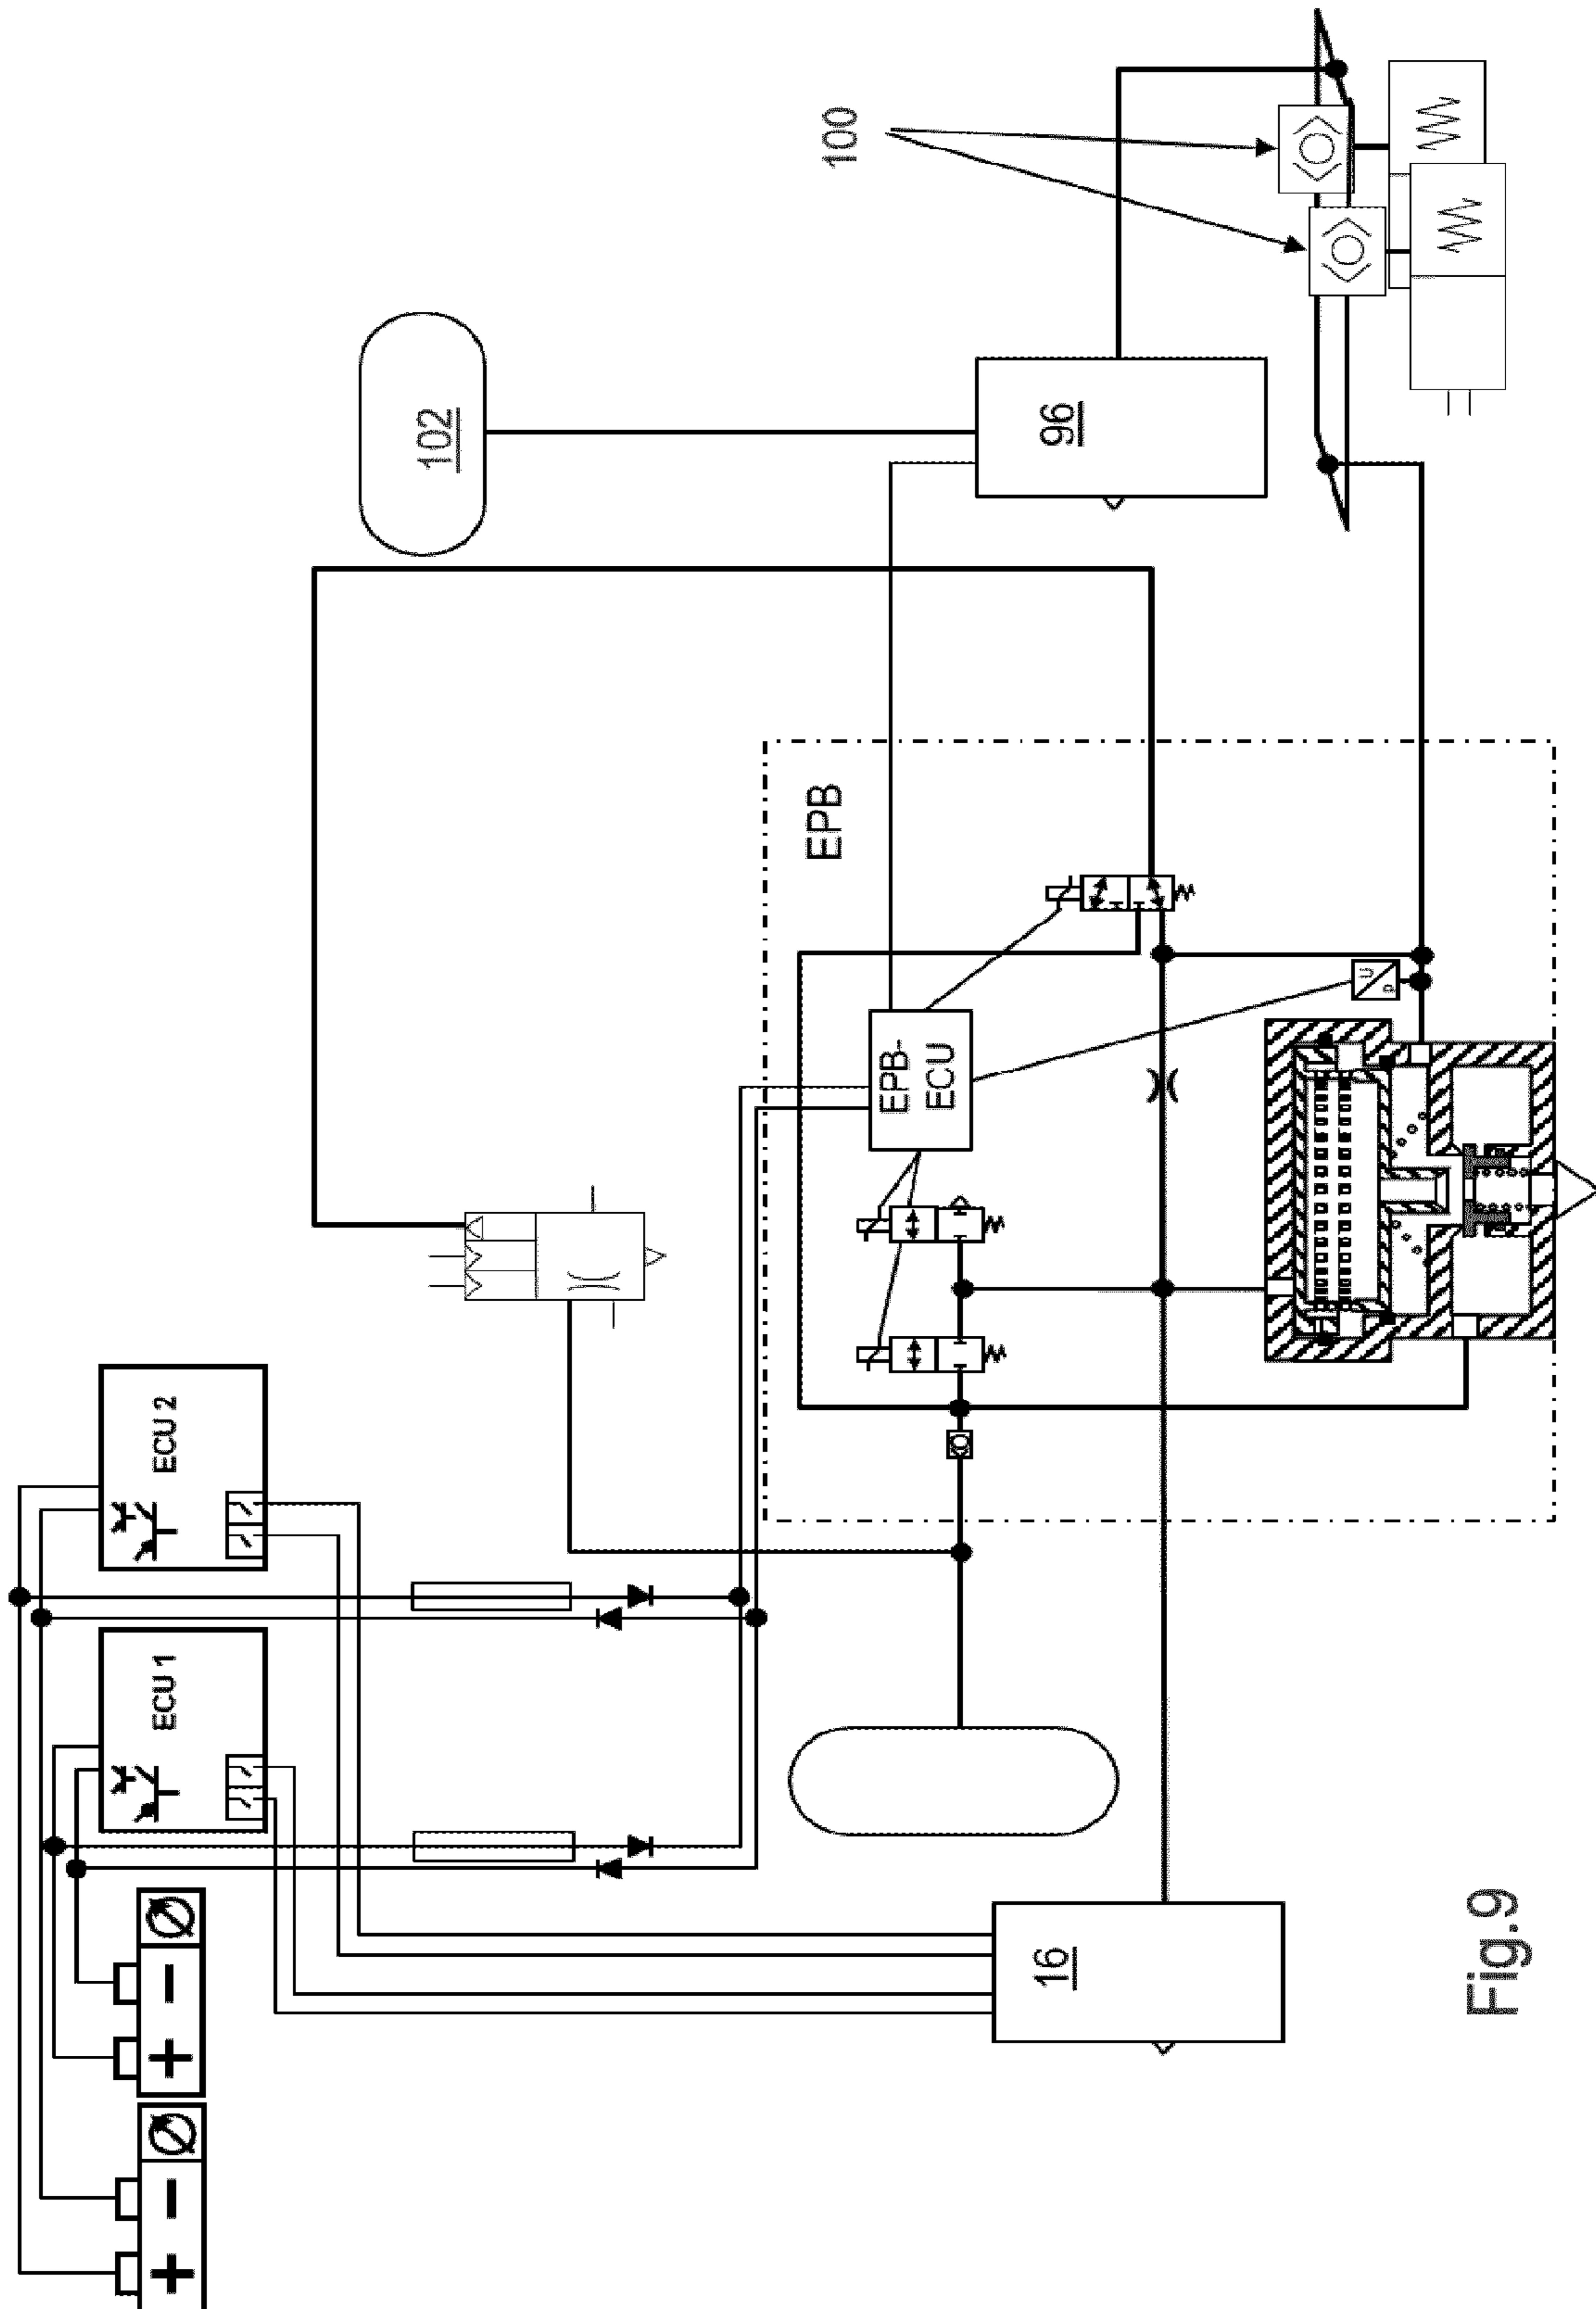 ECU 1
ECU 2
+ −
+ −
102
100
96
EPB
EPB-
ECU
U
p
16
Fig.9